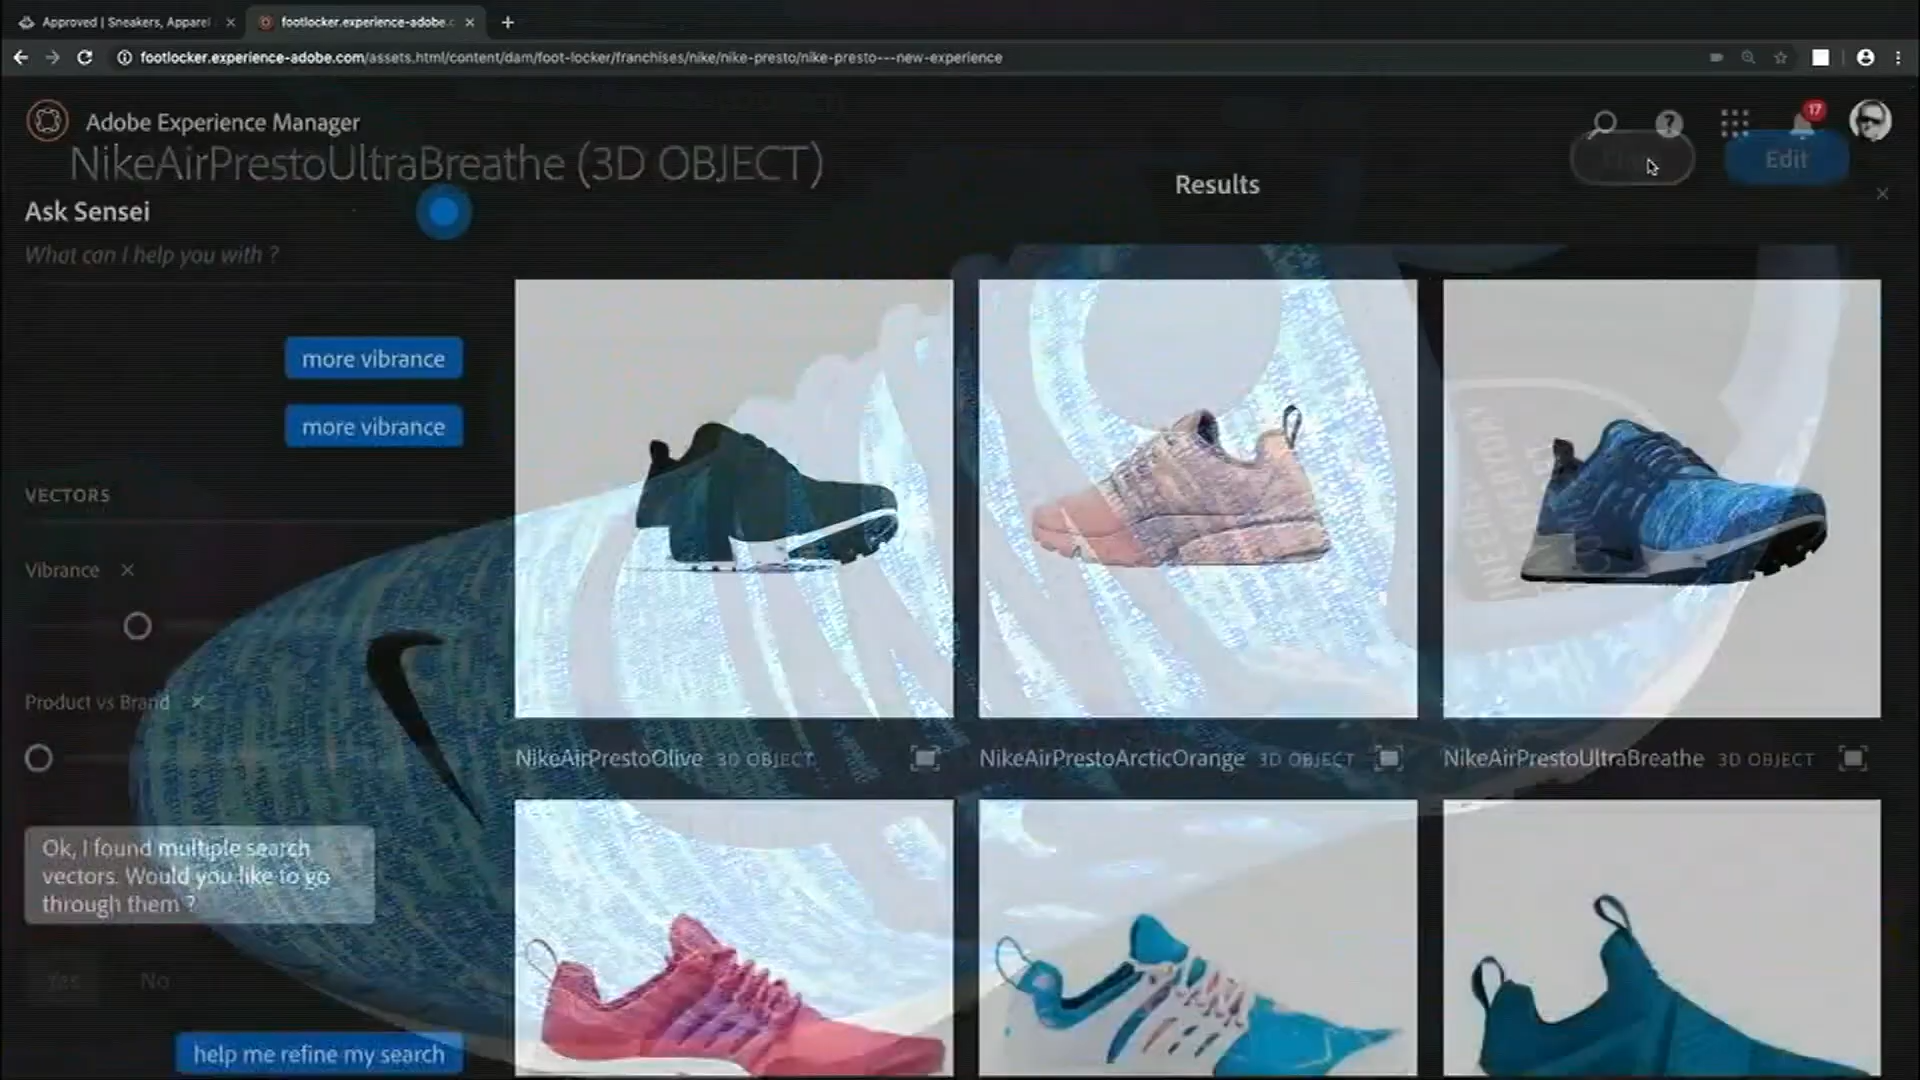 Approved | Sneakers, Apparel
footlocker.experience-adobe.c
footlocker.experience-adobe.com/assets.html/content/dam/foot-locker/franchises/nike/nike-presto/nike-presto---new-experience
Adobe Experience Manager
17
NikeAirPrestoUltraBreathe (3D OBJECT)
Edit
Results
Ask Sensei
What can I help you with ?
more vibrance
more vibrance
VECTORS
Vibrance
Product vs Brand
NikeAirPrestoOlive 3D OBJECT
NikeAirPrestoArcticOrange 3D OBJECT
NikeAirPrestoUltraBreathe 3D OBJECT
Ok, I found multiple search
vectors. Would you like to go
through them ?
Yes No
help me refine my search